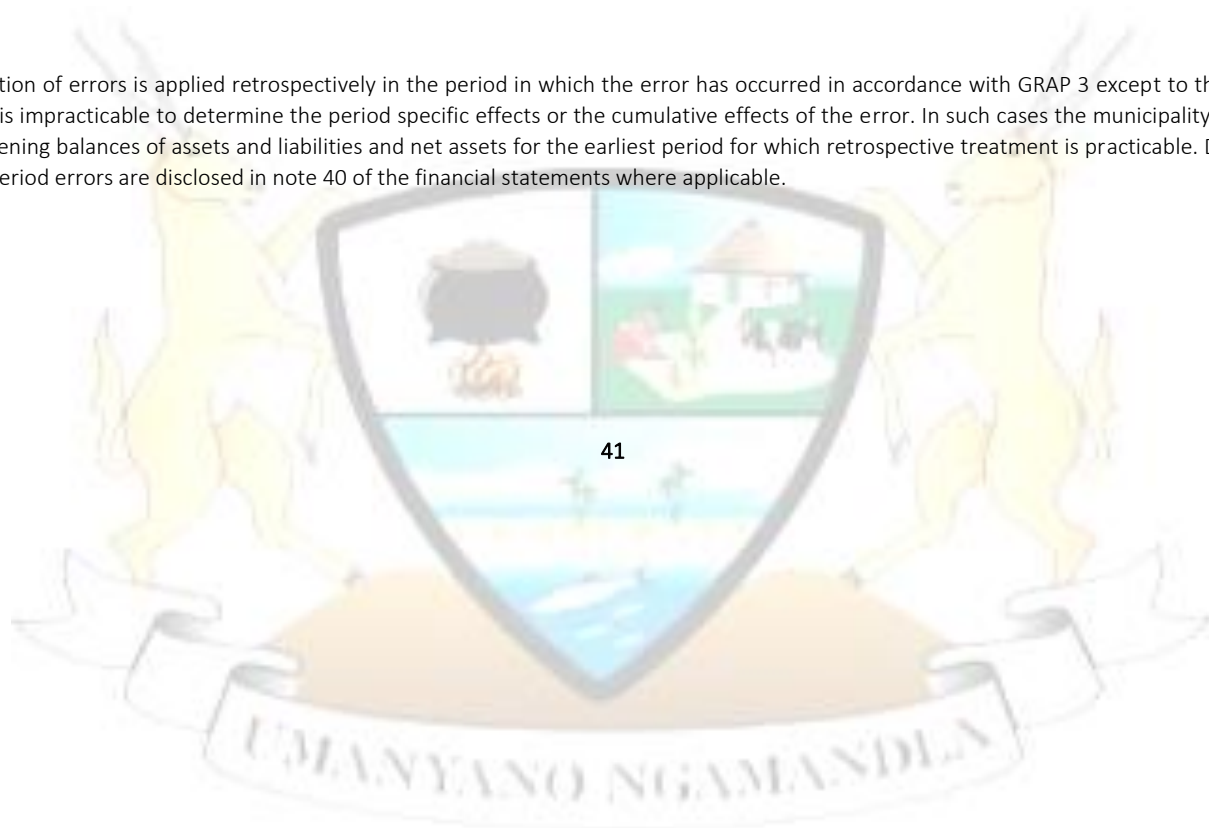 tion of errors is applied retrospectively in the period in which the error has occurred in accordance with GRAP 3 except to th
is impracticable to determine the period specific effects or the cumulative effects of the error. In such cases the municipality
ening balances of assets and liabilities and net assets for the earliest period for which retrospective treatment is practicable. D
eriod errors are disclosed in note 40 of the financial statements where applicable.
41
UMANYANO NGAMANDLA